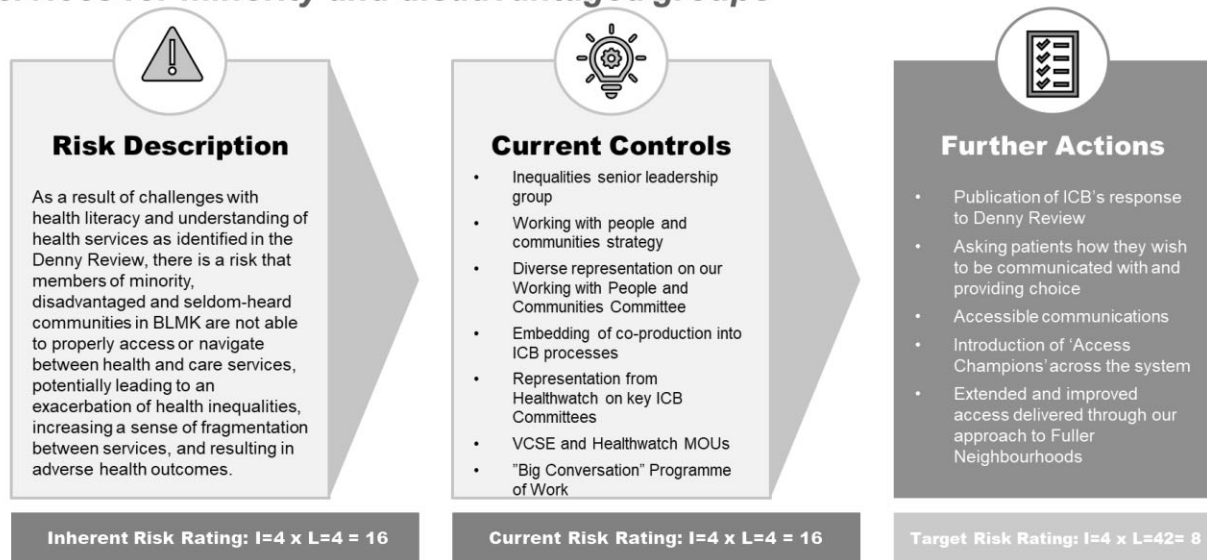 services for minority and disadvantaged groups
Risk Description
As a result of challenges with
health literacy and understanding of
health services as identified in the
Denny Review, there is a risk that
members of minority,
disadvantaged and seldom-heard
communities in BLMK are not able
to properly access or navigate
between health and care services,
potentially leading to an
exacerbation of health inequalities,
increasing a sense of fragmentation
between services, and resulting in
adverse health outcomes.
Inherent Risk Rating: I=4 x L=4 = 16
Current Controls
• Inequalities senior leadership
group
• Working with people and
communities strategy
• Diverse representation on our
Working with People and
Communities Committee
• Embedding of co-production into
ICB processes
• Representation from
Healthwatch on key ICB
Committees
• VCSE and Healthwatch MOUs
• "Big Conversation" Programme
of Work
Current Risk Rating: I=4 x L=4 = 16
Further Actions
• Publication of ICB's response
to Denny Review
• Asking patients how they wish
to be communicated with and
providing choice
• Accessible communications
• Introduction of 'Access
Champions' across the system
• Extended and improved
access delivered through our
approach to Fuller
Neighbourhoods
Target Risk Rating: I=4 x L=42= 8